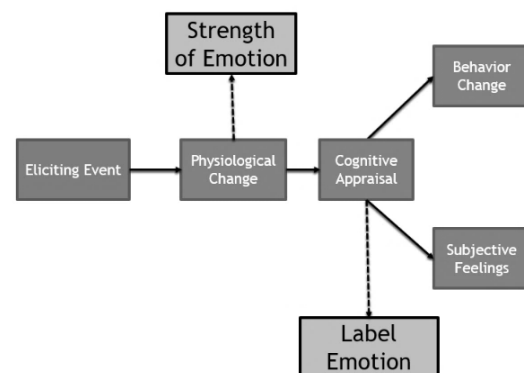 Strength
of Emotion
Behavior
Change
Eliciting Event
Physiological
Change
Cognitive
Appraisal
Subjective
Feelings
Label
Emotion